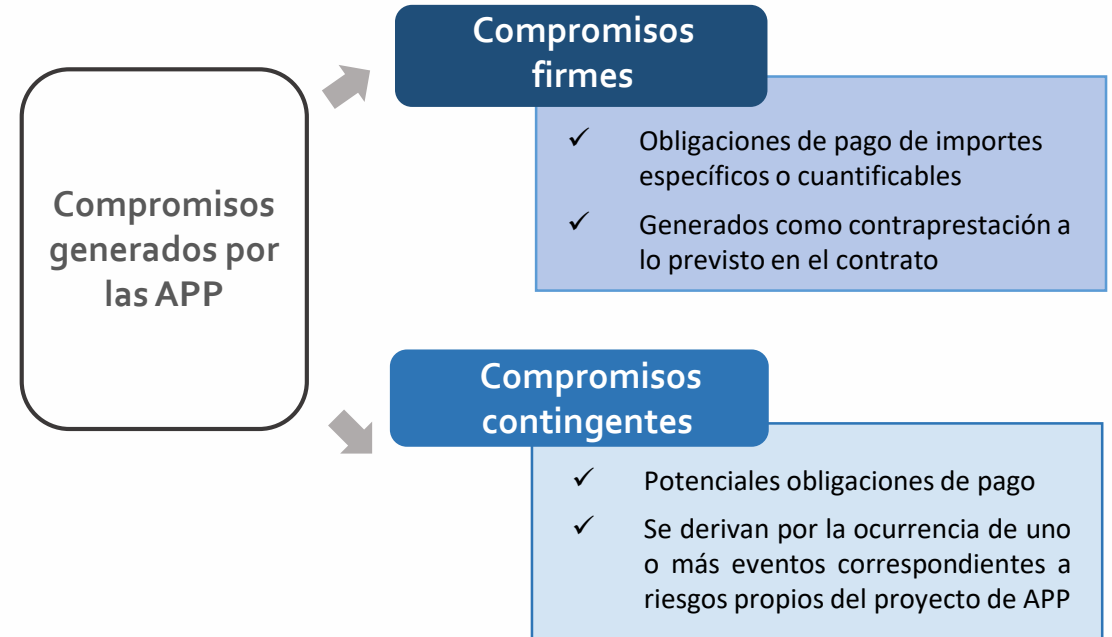 Compromisos
generados por
las APP
Compromisos
firmes
✓ Obligaciones de pago de importes
específicos o cuantificables
✓ Generados como contraprestación a
lo previsto en el contrato
Compromisos
contingentes
✓ Potenciales obligaciones de pago
✓ Se derivan por la ocurrencia de uno
o más eventos correspondientes a
riesgos propios del proyecto de APP